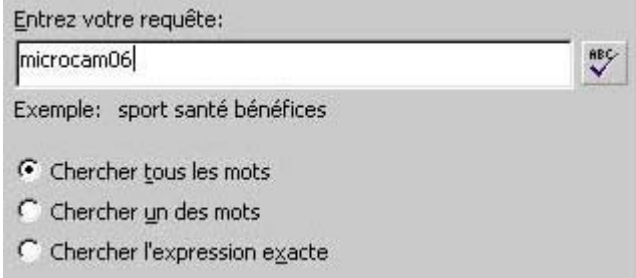 Entrez votre requête:
microcam06
ABC
Exemple: sport santé bénéfices
Chercher tous les mots
Chercher un des mots
Chercher l'expression exacte